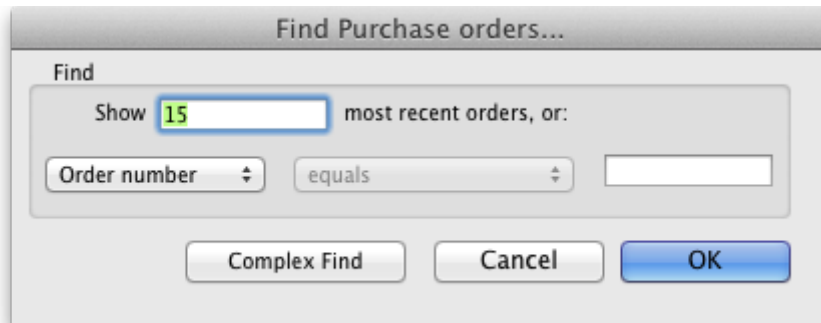 Find Purchase orders...
Find
Show 15 most recent orders, or:
Order number equals
Complex Find Cancel OK